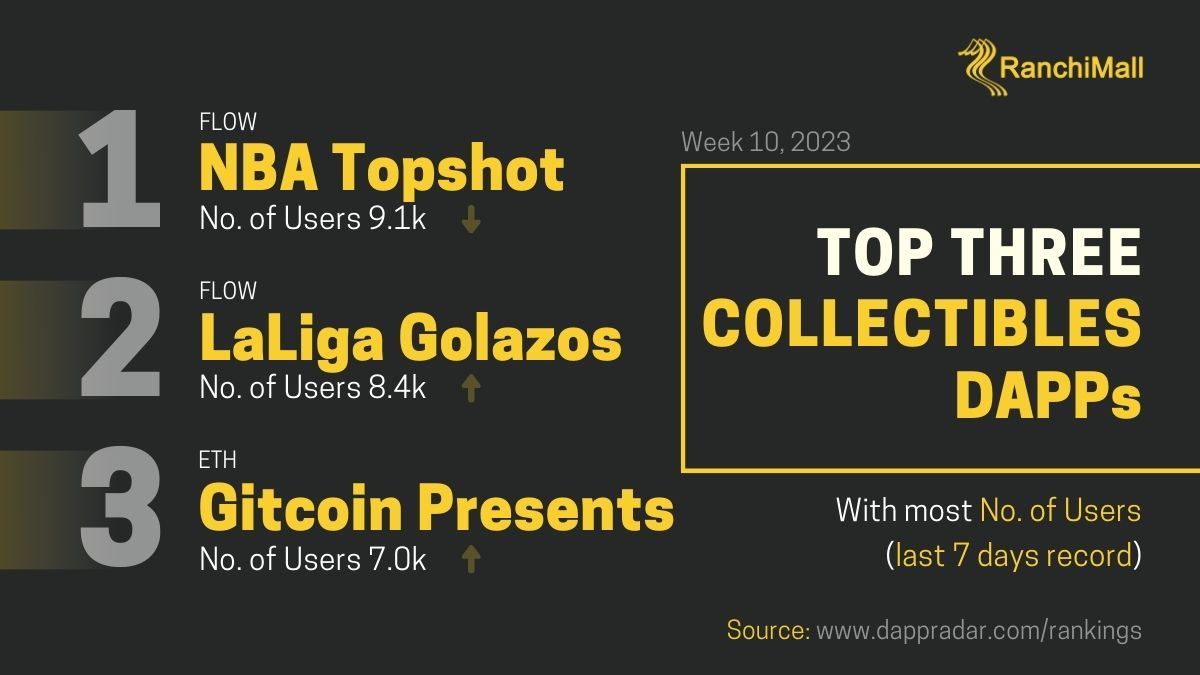 RanchiMall
1
FLOW
NBA Topshot
No. of Users 9.1k
2
FLOW
LaLiga Golazos
No. of Users 8.4k
3
ETH
Gitcoin Presents
No. of Users 7.0k
Week 10, 2023
TOP THREE
COLLECTIBLES
DAPPs
With most No. of Users
(last 7 days record)
Source: www.dappradar.com/rankings